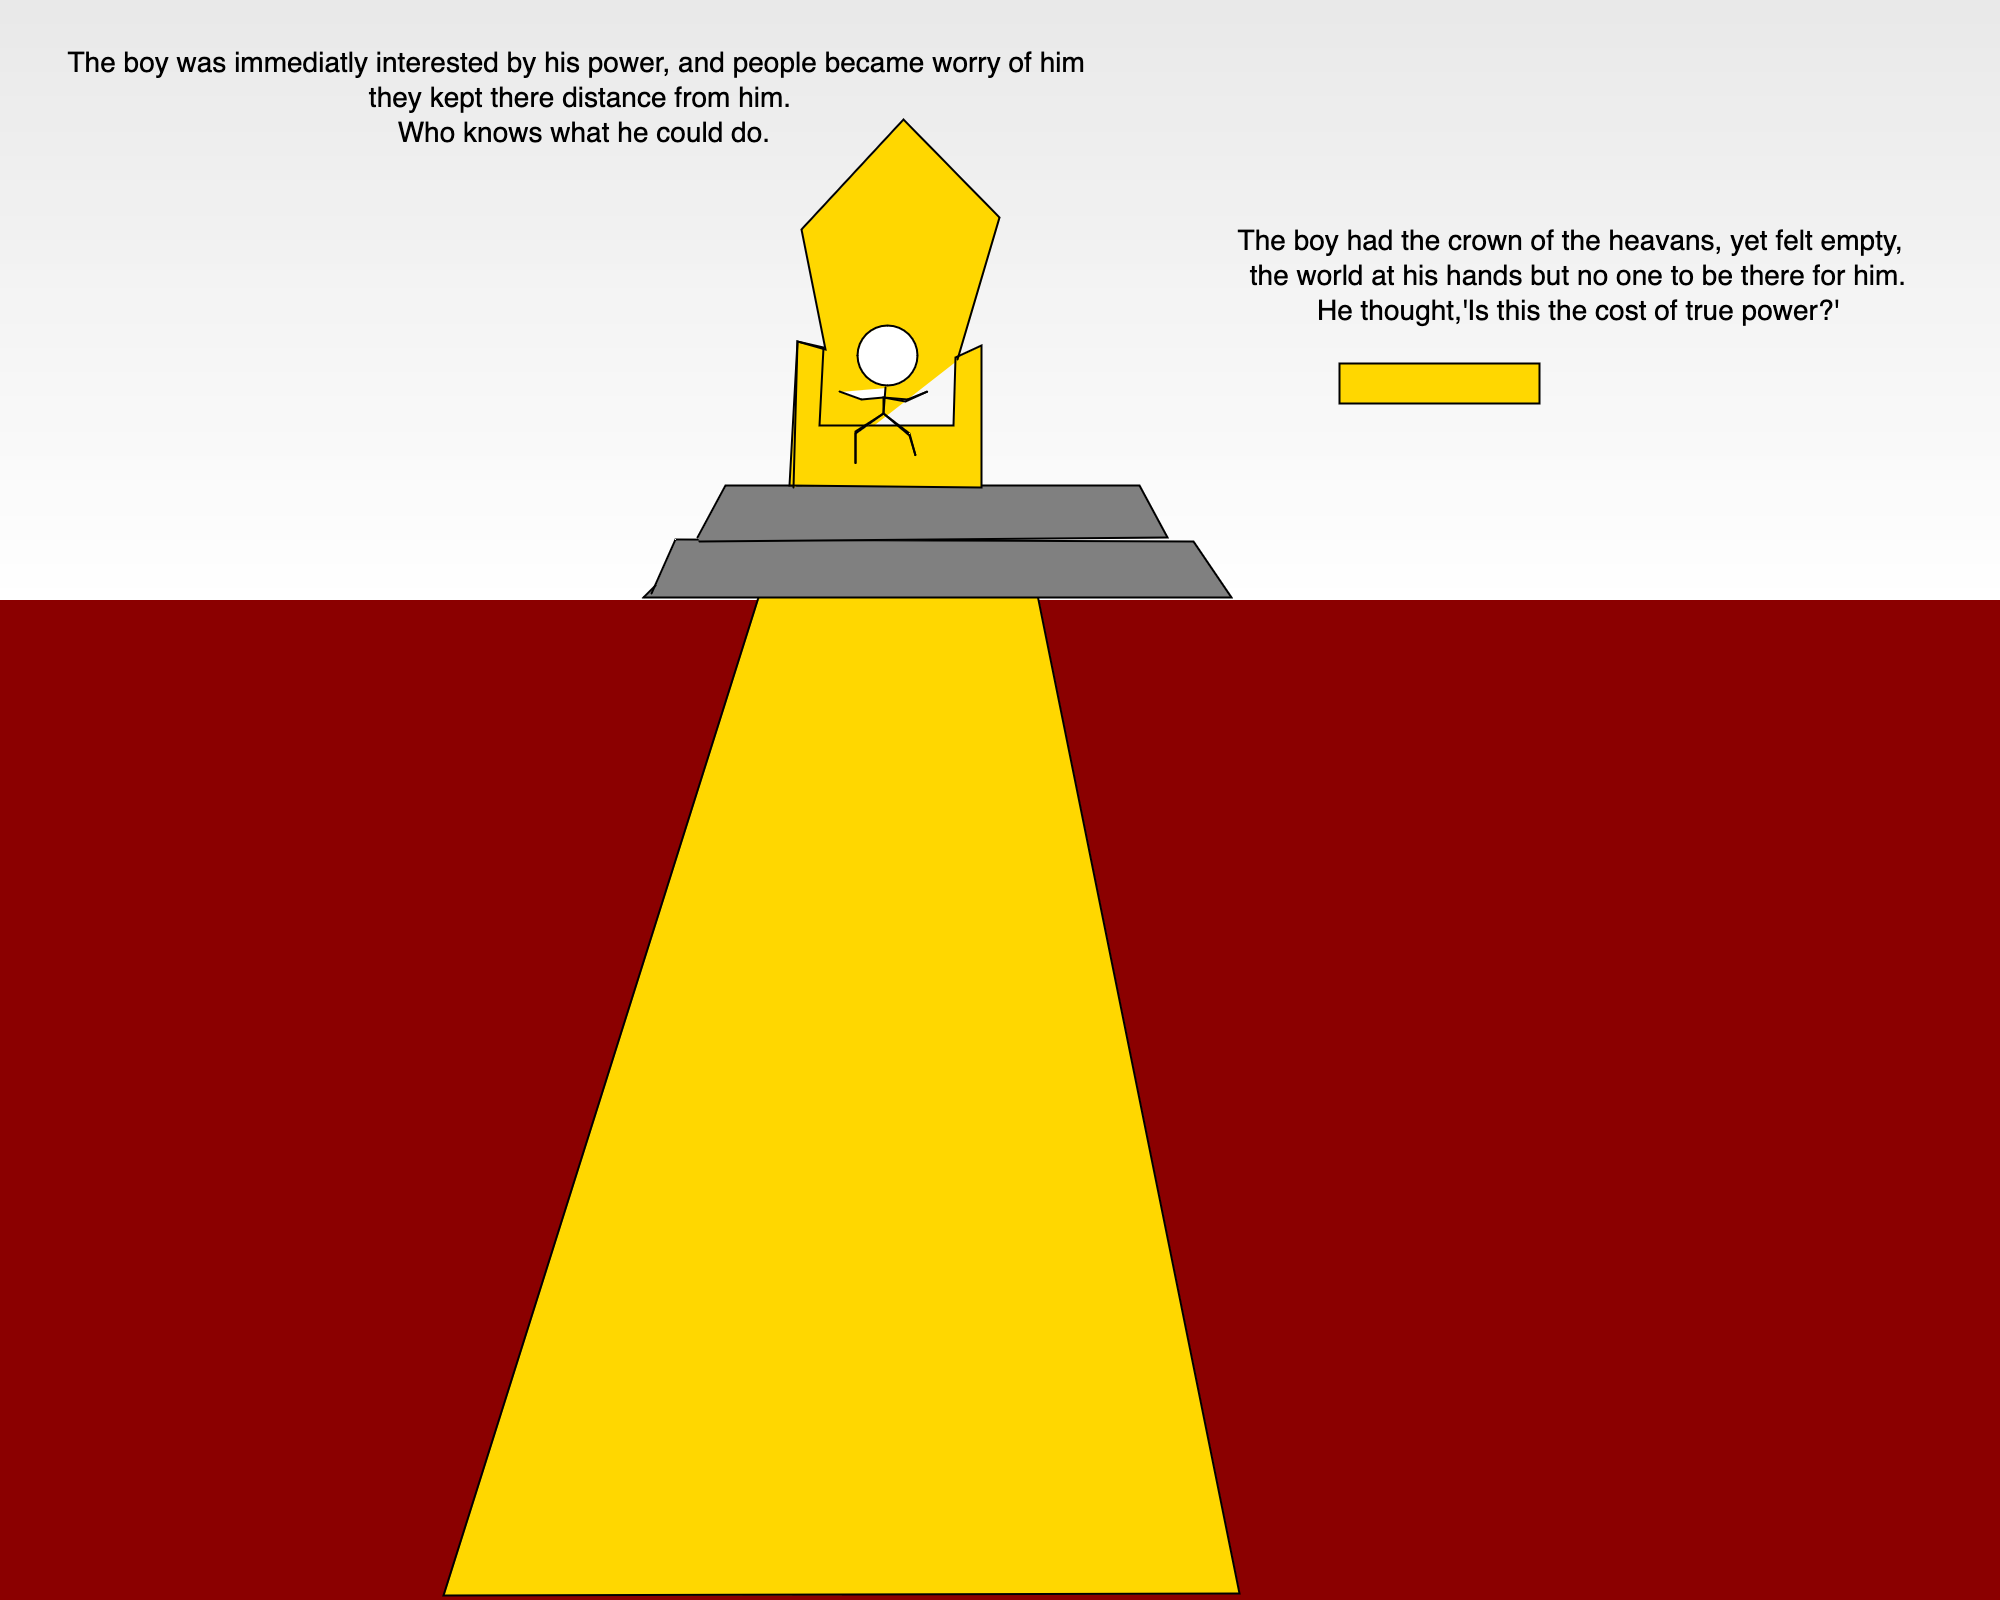 The boy was immediatly interested by his power, and people became worry of him
they kept there distance from him.
Who knows what he could do.
The boy had the crown of the heavans, yet felt empty,
the world at his hands but no one to be there for him.
He thought,'Is this the cost of true power?'